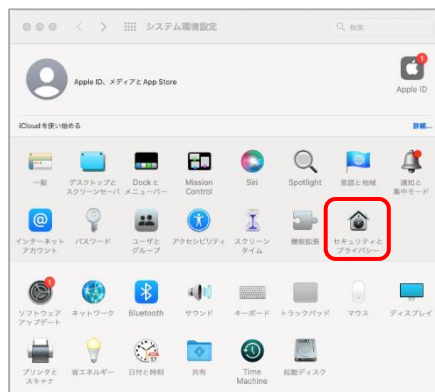 システム環境設定
検索
Apple ID、メディアと App Store
1
Apple ID
iCloud を使い始める
詳細...
一般
デスクトップと
スクリーンセーバ
Dock と
メニューバー
Mission
Control
Siri
Spotlight
言語と地域
1
通知と
集中モード
インターネット
アカウント
パスワード
ユーザと
グループ
アクセシビリティ
スクリーン
タイム
機能拡張
セキュリティと
プライバシー
1
ソフトウェア
アップデート
ネットワーク
Bluetooth
サウンド
キーボード
トラックパッド
マウス
ディスプレイ
プリンタと
スキャナ
省エネルギー
17
日付と時刻
共有
Time
Machine
起動ディスク